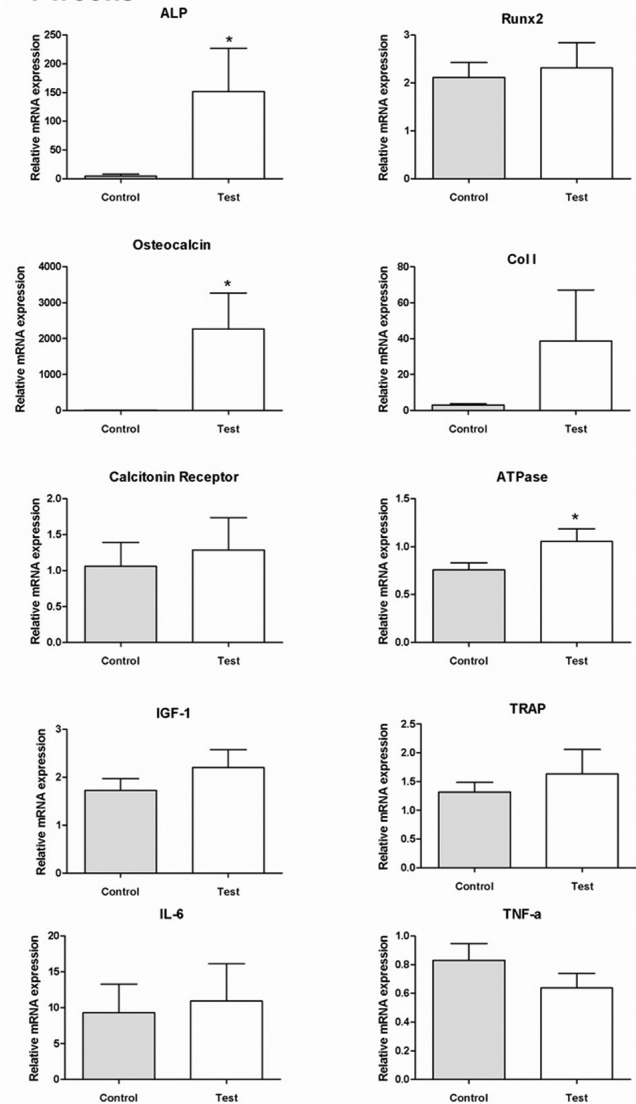 ALP
Relative mRNA expression
250
200
150
100
50
0
*
Control Test
Runx2
Relative mRNA expression
3
2
1
0
Control Test
Osteocalcin
Relative mRNA expression
4000
3000
2000
1000
0
*
Control Test
Col I
Relative mRNA expression
80
60
40
20
0
Control Test
Calcitonin Receptor
Relative mRNA expression
2.0
1.5
1.0
0.5
0.0
Control Test
ATPase
Relative mRNA expression
1.5
1.0
0.5
0.0
*
Control Test
IGF-1
Relative mRNA expression
3
2
1
0
Control Test
TRAP
Relative mRNA expression
2.5
2.0
1.5
1.0
0.5
0.0
Control Test
IL-6
Relative mRNA expression
20
15
10
5
0
Control Test
TNF-a
Relative mRNA expression
1.0
0.8
0.6
0.4
0.2
0.0
Control Test